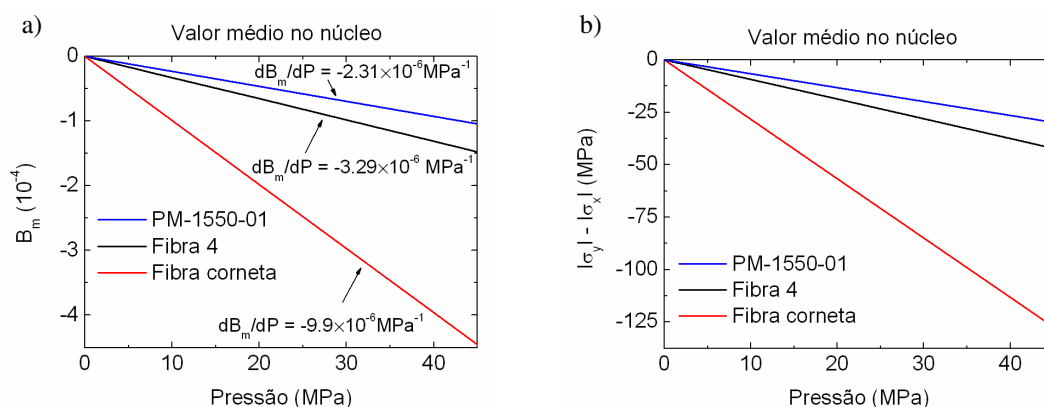 a)
Valor médio no núcleo
0
-1
-2
-3
-4
B_m (10^-4)
dB_m/dP = -2.31×10^-6 MPa^-1
dB_m/dP = -3.29×10^-6 MPa^-1
PM-1550-01
Fibra 4
Fibra corneta
dB_m/dP = -9.9×10^-6 MPa^-1
0 10 20 30 40
Pressão (MPa)
b)
Valor médio no núcleo
0
-25
-50
-75
-100
-125
|σ_y| - |σ_x| (MPa)
PM-1550-01
Fibra 4
Fibra corneta
0 10 20 30 40
Pressão (MPa)